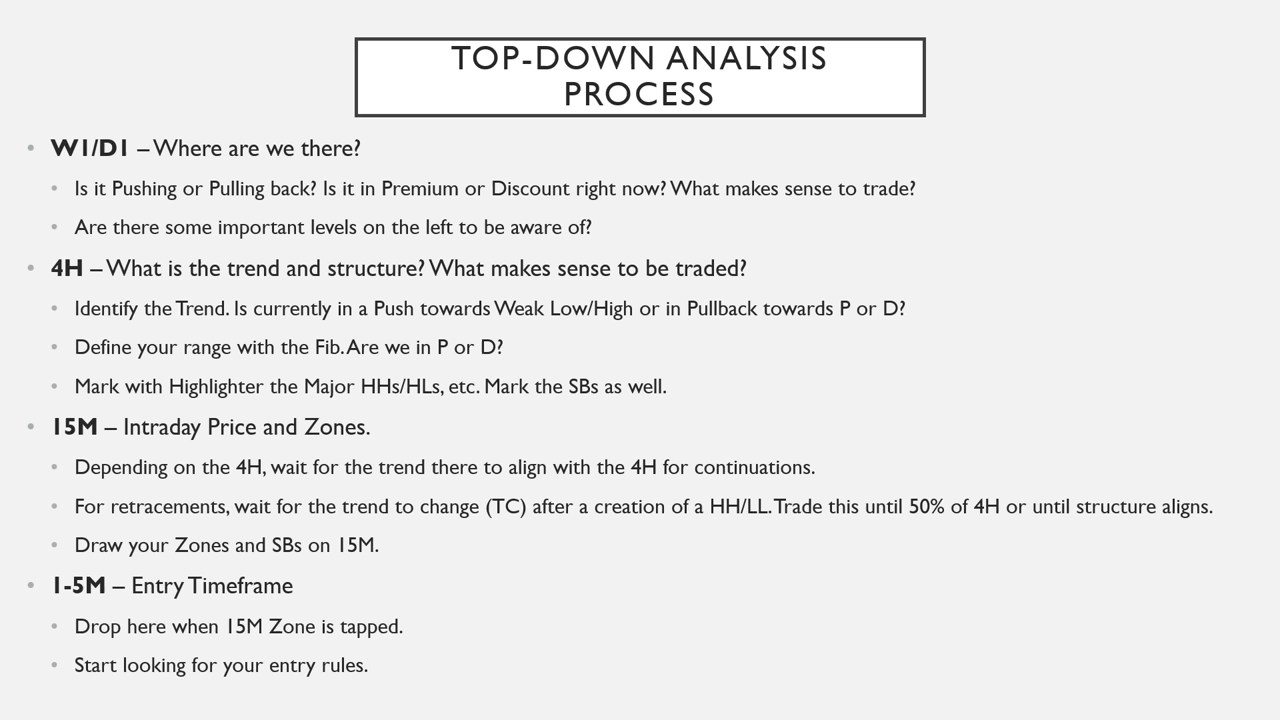 TOP-DOWN ANALYSIS
PROCESS
• W1/D1 – Where are we there?
• Is it Pushing or Pulling back? Is it in Premium or Discount right now? What makes sense to trade?
• Are there some important levels on the left to be aware of?
• 4H – What is the trend and structure? What makes sense to be traded?
• Identify the Trend. Is currently in a Push towards Weak Low/High or in Pullback towards P or D?
• Define your range with the Fib. Are we in P or D?
• Mark with Highlighter the Major HHs/HLs, etc. Mark the SBs as well.
• 15M – Intraday Price and Zones.
• Depending on the 4H, wait for the trend there to align with the 4H for continuations.
• For retracements, wait for the trend to change (TC) after a creation of a HH/LL. Trade this until 50% of 4H or until structure aligns.
• Draw your Zones and SBs on 15M.
• 1-5M – Entry Timeframe
• Drop here when 15M Zone is tapped.
• Start looking for your entry rules.